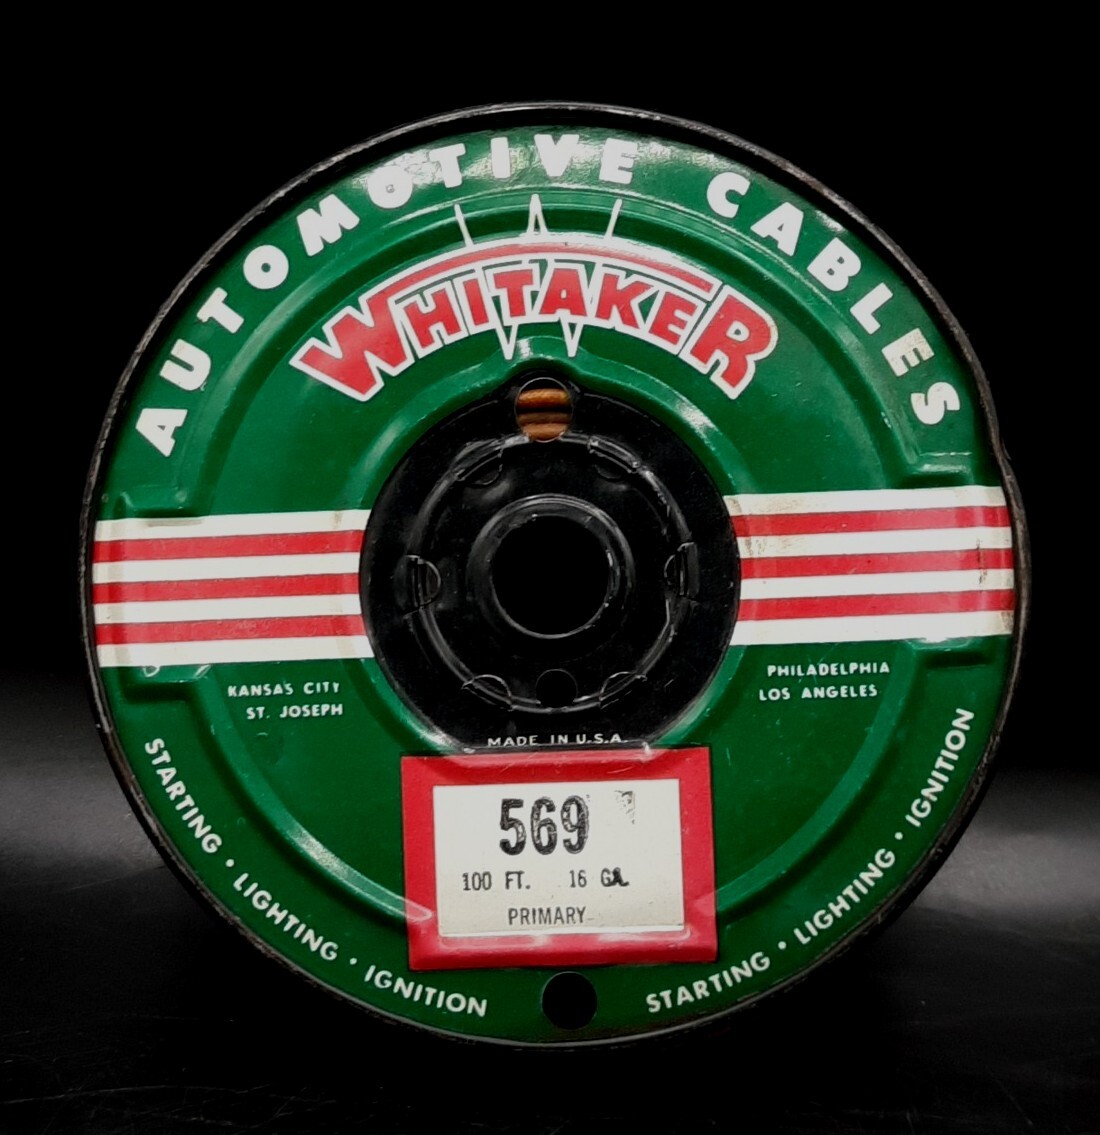 AUTOMOTIVE CABLES
WHITAKER
KANSAS CITY
ST. JOSEPH
PHILADELPHIA
LOS ANGELES
MADE IN U.S.A.
569
100 FT. 16 GA.
PRIMARY
STARTING • LIGHTING • IGNITION
STARTING • LIGHTING • IGNITION